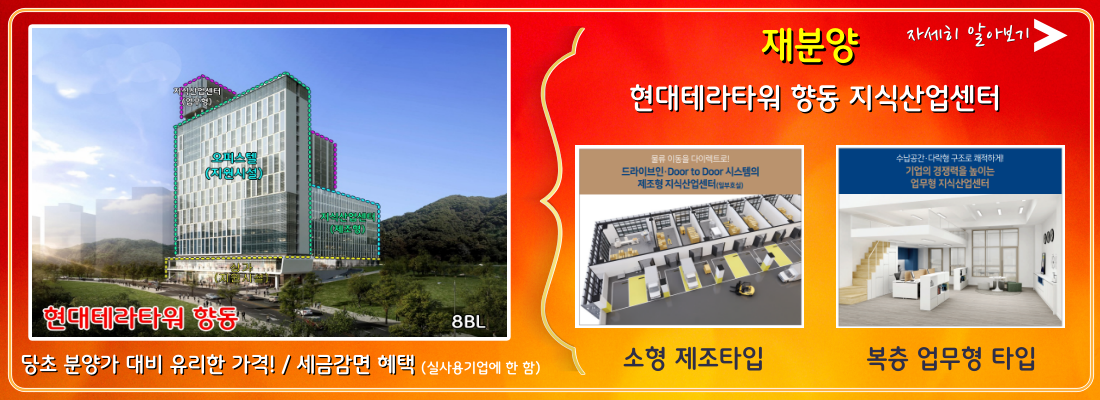 재분양
자세히 알아보기
현대테라타워 향동 지식산업센터
지식산업센터
(업무형)
오피스텔
(지원시설)
지식산업센터
(제조형)
상가
현대테라타워 향동
8BL
당초 분양가 대비 유리한 가격! / 세금감면 혜택 (실사용기업에 한 함)
물류 이동을 다이렉트로!
드라이브인·Door to Door 시스템의
제조형 지식산업센터(일부호실)
소형 제조타입
수납공간·다락형 구조로 쾌적하게!
기업의 경쟁력을 높이는
업무형 지식산업센터
복층 업무형 타입